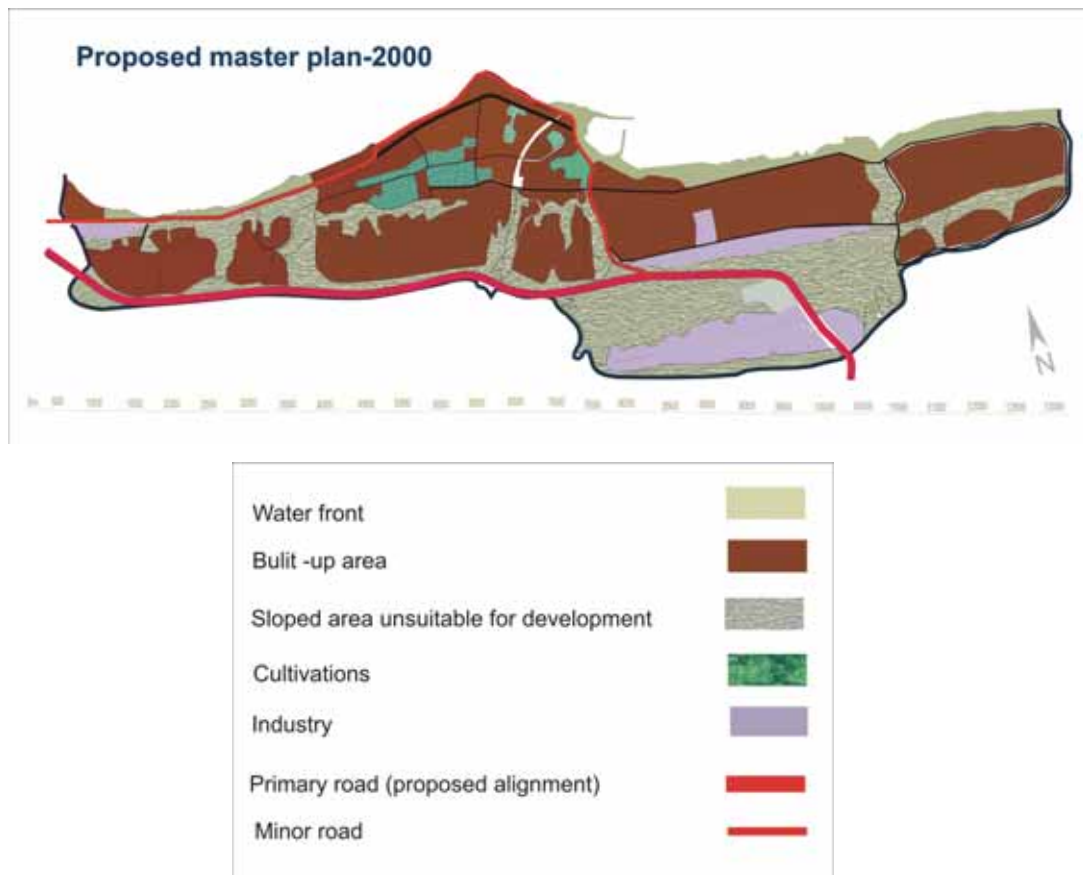 Proposed master plan-2000
N
Water front
Bulit -up area
Sloped area unsuitable for development
Cultivations
Industry
Primary road (proposed alignment)
Minor road